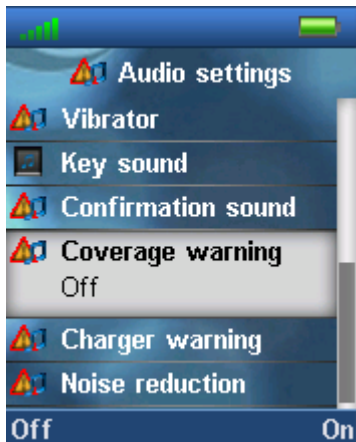 Audio settings
Vibrator
Key sound
Confirmation sound
Coverage warning
Off
Charger warning
Noise reduction
Off On